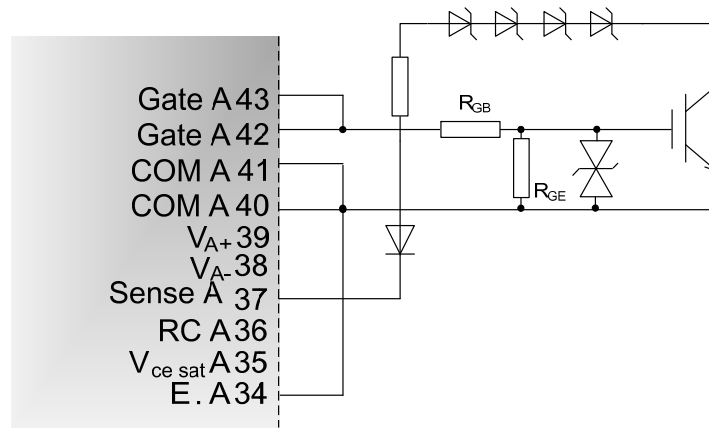 Gate A 43
Gate A 42
COM A 41
COM A 40
VA+ 39
VA- 38
Sense A 37
RC A 36
Vce sat A 35
E. A 34
RGB
RGE